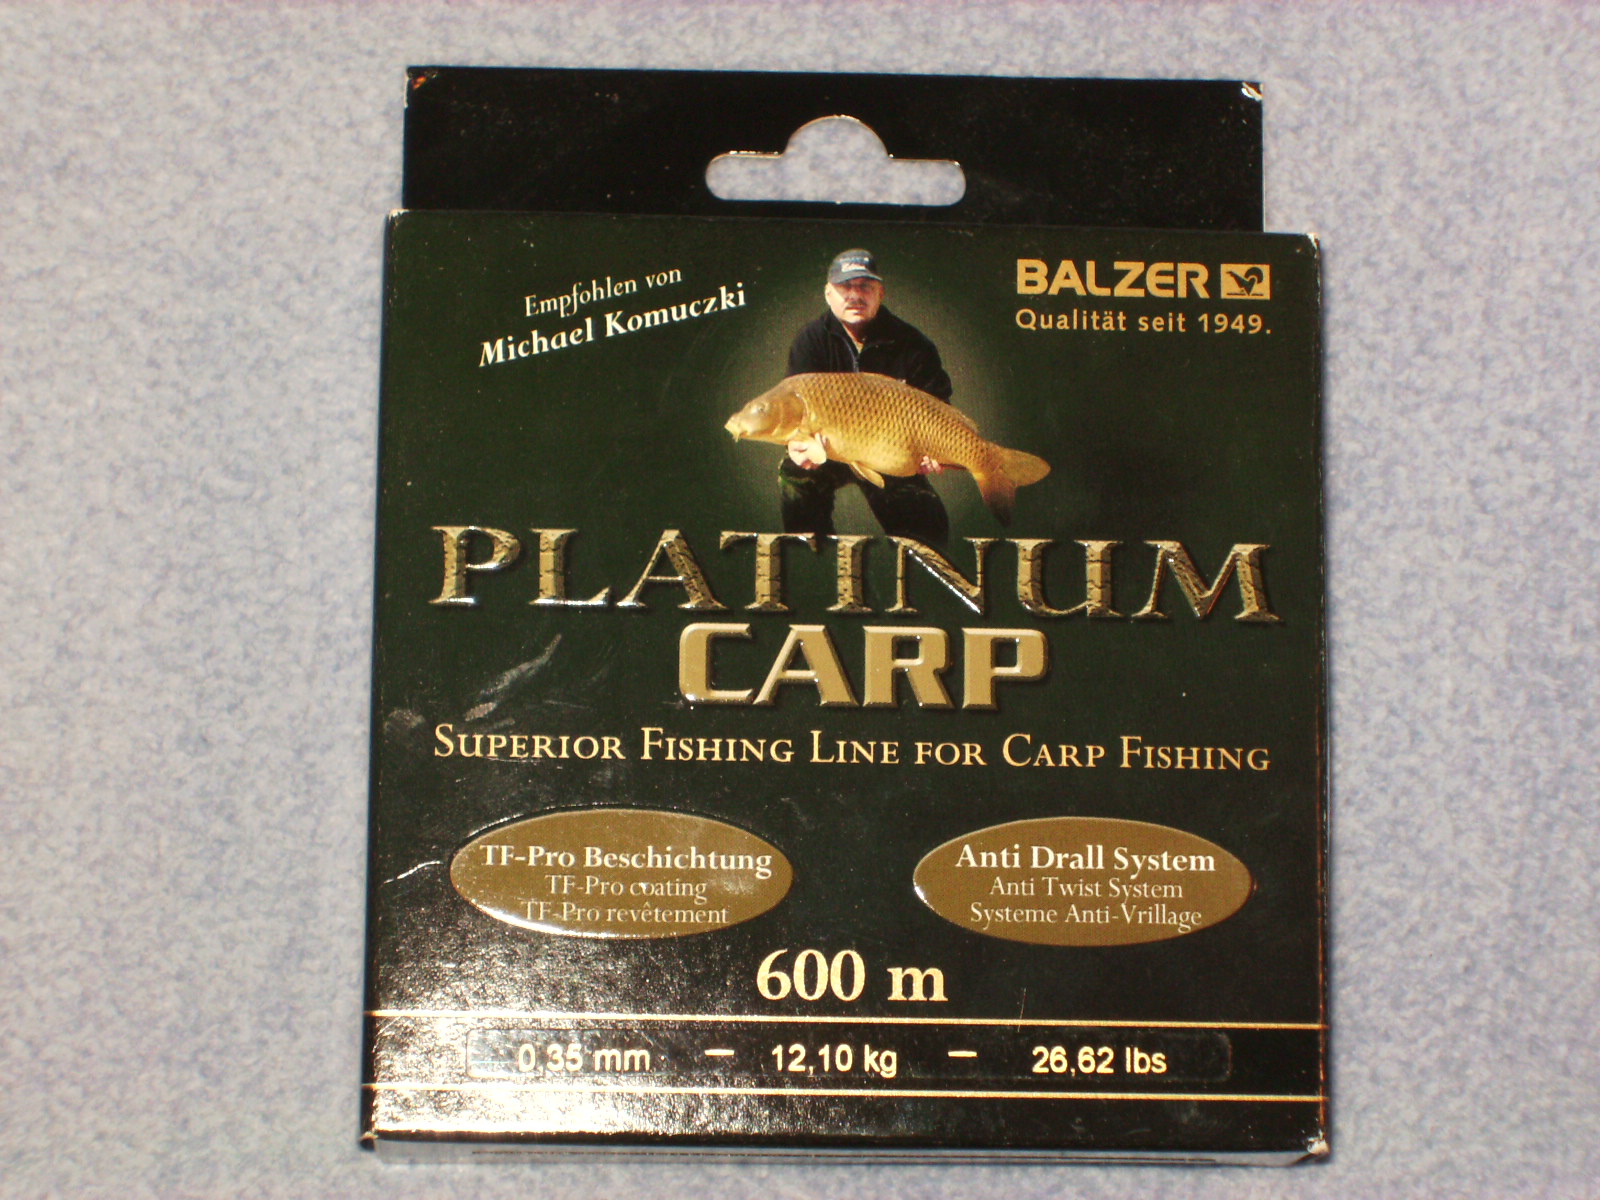 Empfohlen von
Michael Komuczki
BALZER
Qualität seit 1949.
PLATINUM
CARP
SUPERIOR FISHING LINE FOR CARP FISHING
TF-Pro Beschichtung
TF-Pro coating
TF-Pro revêtement
Anti Drall System
Anti Twist System
Systeme Anti-Vrillage
600 m
0,35 mm – 12,10 kg – 26,62 lbs